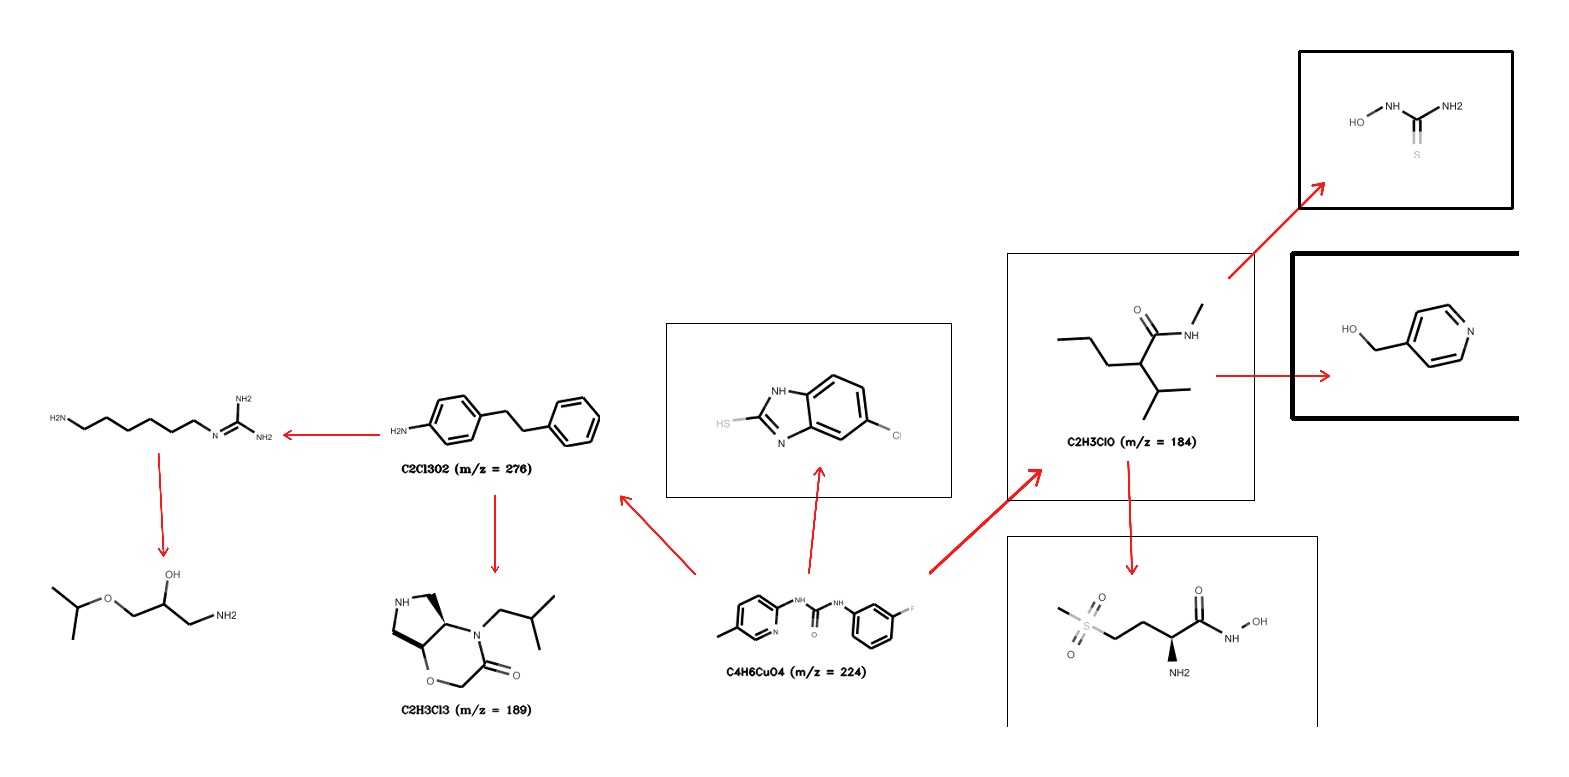 HO
NH
NH2
S
O
NH
HO
N
C2H3ClO (m/z = 184)
NH
HS
N
Cl
H2N
NH2
N
NH2
H2N
C2Cl3O2 (m/z = 276)
OH
O
NH2
NH
N
O
O
C2H3Cl3 (m/z = 189)
NH
NH
F
N
O
C4H6CuO4 (m/z = 224)
O
O
S
OH
NH
O
NH2